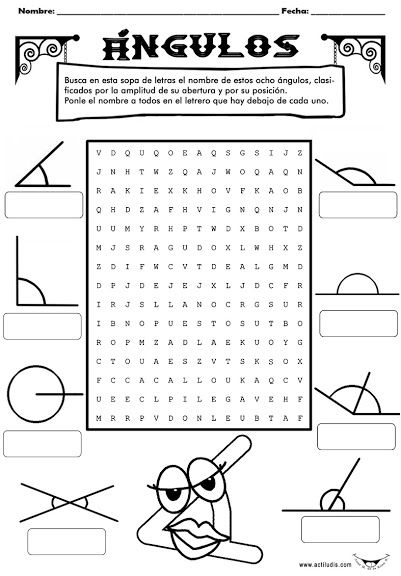 Nombre: Fecha:
ÁNGULOS
Busca en esta sopa de letras el nombre de estos ocho ángulos, clasi-
ficados por la amplitud de su abertura y por su posición.
Ponle el nombre a todos en el letrero que hay debajo de cada uno.
V D Q U Q O E A Q S G S I J Z
J N H T W Z Q A J W O Q A Q N
R A K I E X K H O V F K A O B
Q H D Z A F H V I G N Q N J N
U U M Y R H P T W D X B O T D
M J S R A G U D O X L W H X Z
Z D I F W C V T D E A L G M D
D P J D E J E J X L J D C F R
I R J S L L A N O C R G S U R
I B N O P U E S T O S U T B O
R O P M Z A D L A E K U O Y G
C T O U A E S Z V T S K S O X
F C C A C A L L O U K A Q C V
U E E C L P I L E G A V E H F
M R R P V D O N L E U B T A F
www.actiludis.com